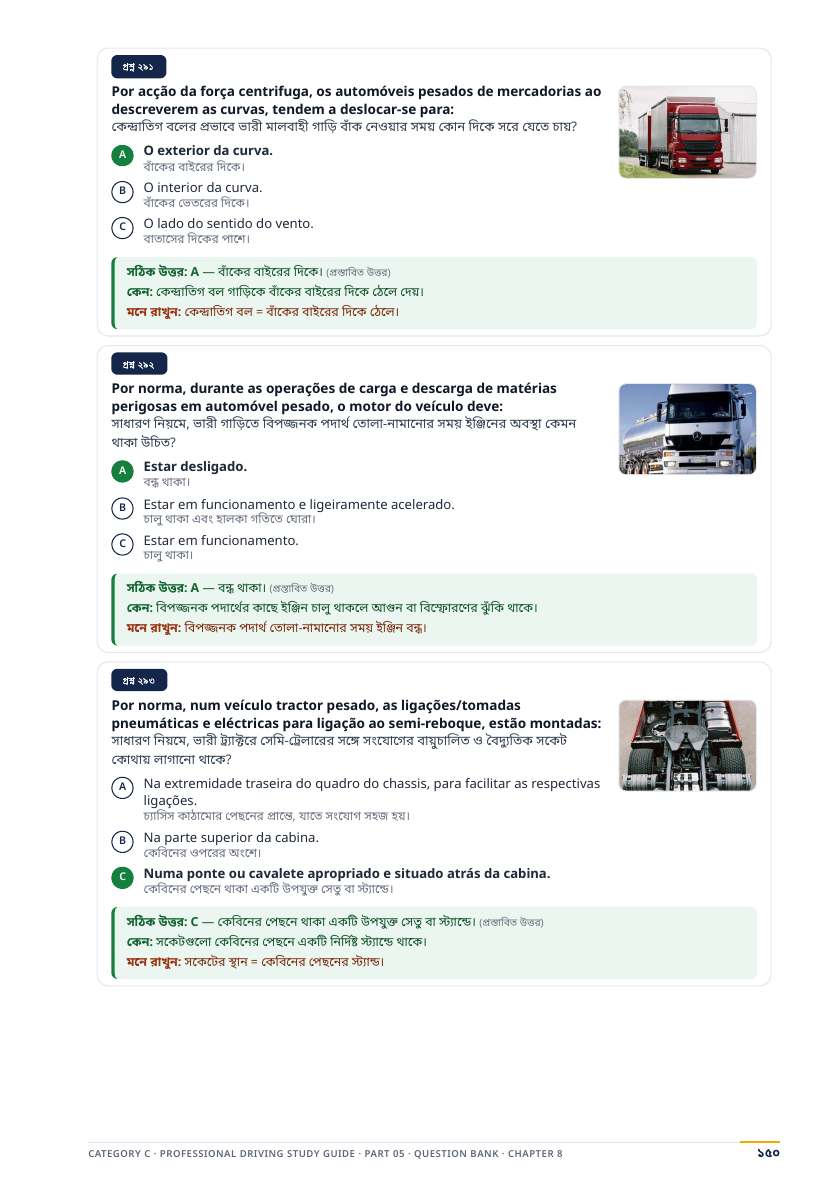 প্রশ্ন ২৯১
Por acção da força centrifuga, os automóveis pesados de mercadorias ao
descreverem as curvas, tendem a deslocar-se para:
কেন্দ্রাতিগ বলের প্রভাবে ভারী মালবাহী গাড়ি বাঁক নেওয়ার সময় কোন দিকে সরে যেতে চায়?
A O exterior da curva.
বাঁকের বাইরের দিকে।
B O interior da curva.
বাঁকের ভেতরের দিকে।
C O lado do sentido do vento.
বাতাসের দিকের পাশে।
সঠিক উত্তর: A — বাঁকের বাইরের দিকে। (প্রস্তাবিত উত্তর)
কেন: কেন্দ্রাতিগ বল গাড়িকে বাঁকের বাইরের দিকে ঠেলে দেয়।
মনে রাখুন: কেন্দ্রাতিগ বল = বাঁকের বাইরের দিকে ঠেলে।
প্রশ্ন ২৯২
Por norma, durante as operações de carga e descarga de matérias
perigosas em automóvel pesado, o motor do veículo deve:
সাধারণ নিয়মে, ভারী গাড়িতে বিপজ্জনক পদার্থ তোলা-নামানোর সময় ইঞ্জিনের অবস্থা কেমন
থাকা উচিত?
A Estar desligado.
বন্ধ থাকা।
B Estar em funcionamento e ligeiramente acelerado.
চালু থাকা এবং হালকা গতিতে ঘোরা।
C Estar em funcionamento.
চালু থাকা।
সঠিক উত্তর: A — বন্ধ থাকা। (প্রস্তাবিত উত্তর)
কেন: বিপজ্জনক পদার্থের কাছে ইঞ্জিন চালু থাকলে আগুন বা বিস্ফোরণের ঝুঁকি থাকে।
মনে রাখুন: বিপজ্জনক পদার্থ তোলা-নামানোর সময় ইঞ্জিন বন্ধ।
প্রশ্ন ২৯৩
Por norma, num veículo tractor pesado, as ligações/tomadas
pneumáticas e eléctricas para ligação ao semi-reboque, estão montadas:
সাধারণ নিয়মে, ভারী ট্র্যাক্টরে সেমি-ট্রেলারের সঙ্গে সংযোগের বায়ুচালিত ও বৈদ্যুতিক সকেট
কোথায় লাগানো থাকে?
A Na extremidade traseira do quadro do chassis, para facilitar as respectivas
ligações.
চ্যাসিস কাঠামোর পেছনের প্রান্তে, যাতে সংযোগ সহজ হয়।
B Na parte superior da cabina.
কেবিনের ওপরের অংশে।
C Numa ponte ou cavalete apropriado e situado atrás da cabina.
কেবিনের পেছনে থাকা একটি উপযুক্ত সেতু বা স্ট্যান্ডে।
সঠিক উত্তর: C — কেবিনের পেছনে থাকা একটি উপযুক্ত সেতু বা স্ট্যান্ডে। (প্রস্তাবিত উত্তর)
কেন: সকেটগুলো কেবিনের পেছনে একটি নির্দিষ্ট স্ট্যান্ডে থাকে।
মনে রাখুন: সকেটের স্থান = কেবিনের পেছনের স্ট্যান্ড।
CATEGORY C · PROFESSIONAL DRIVING STUDY GUIDE · PART 05 · QUESTION BANK · CHAPTER 8 ১৫০